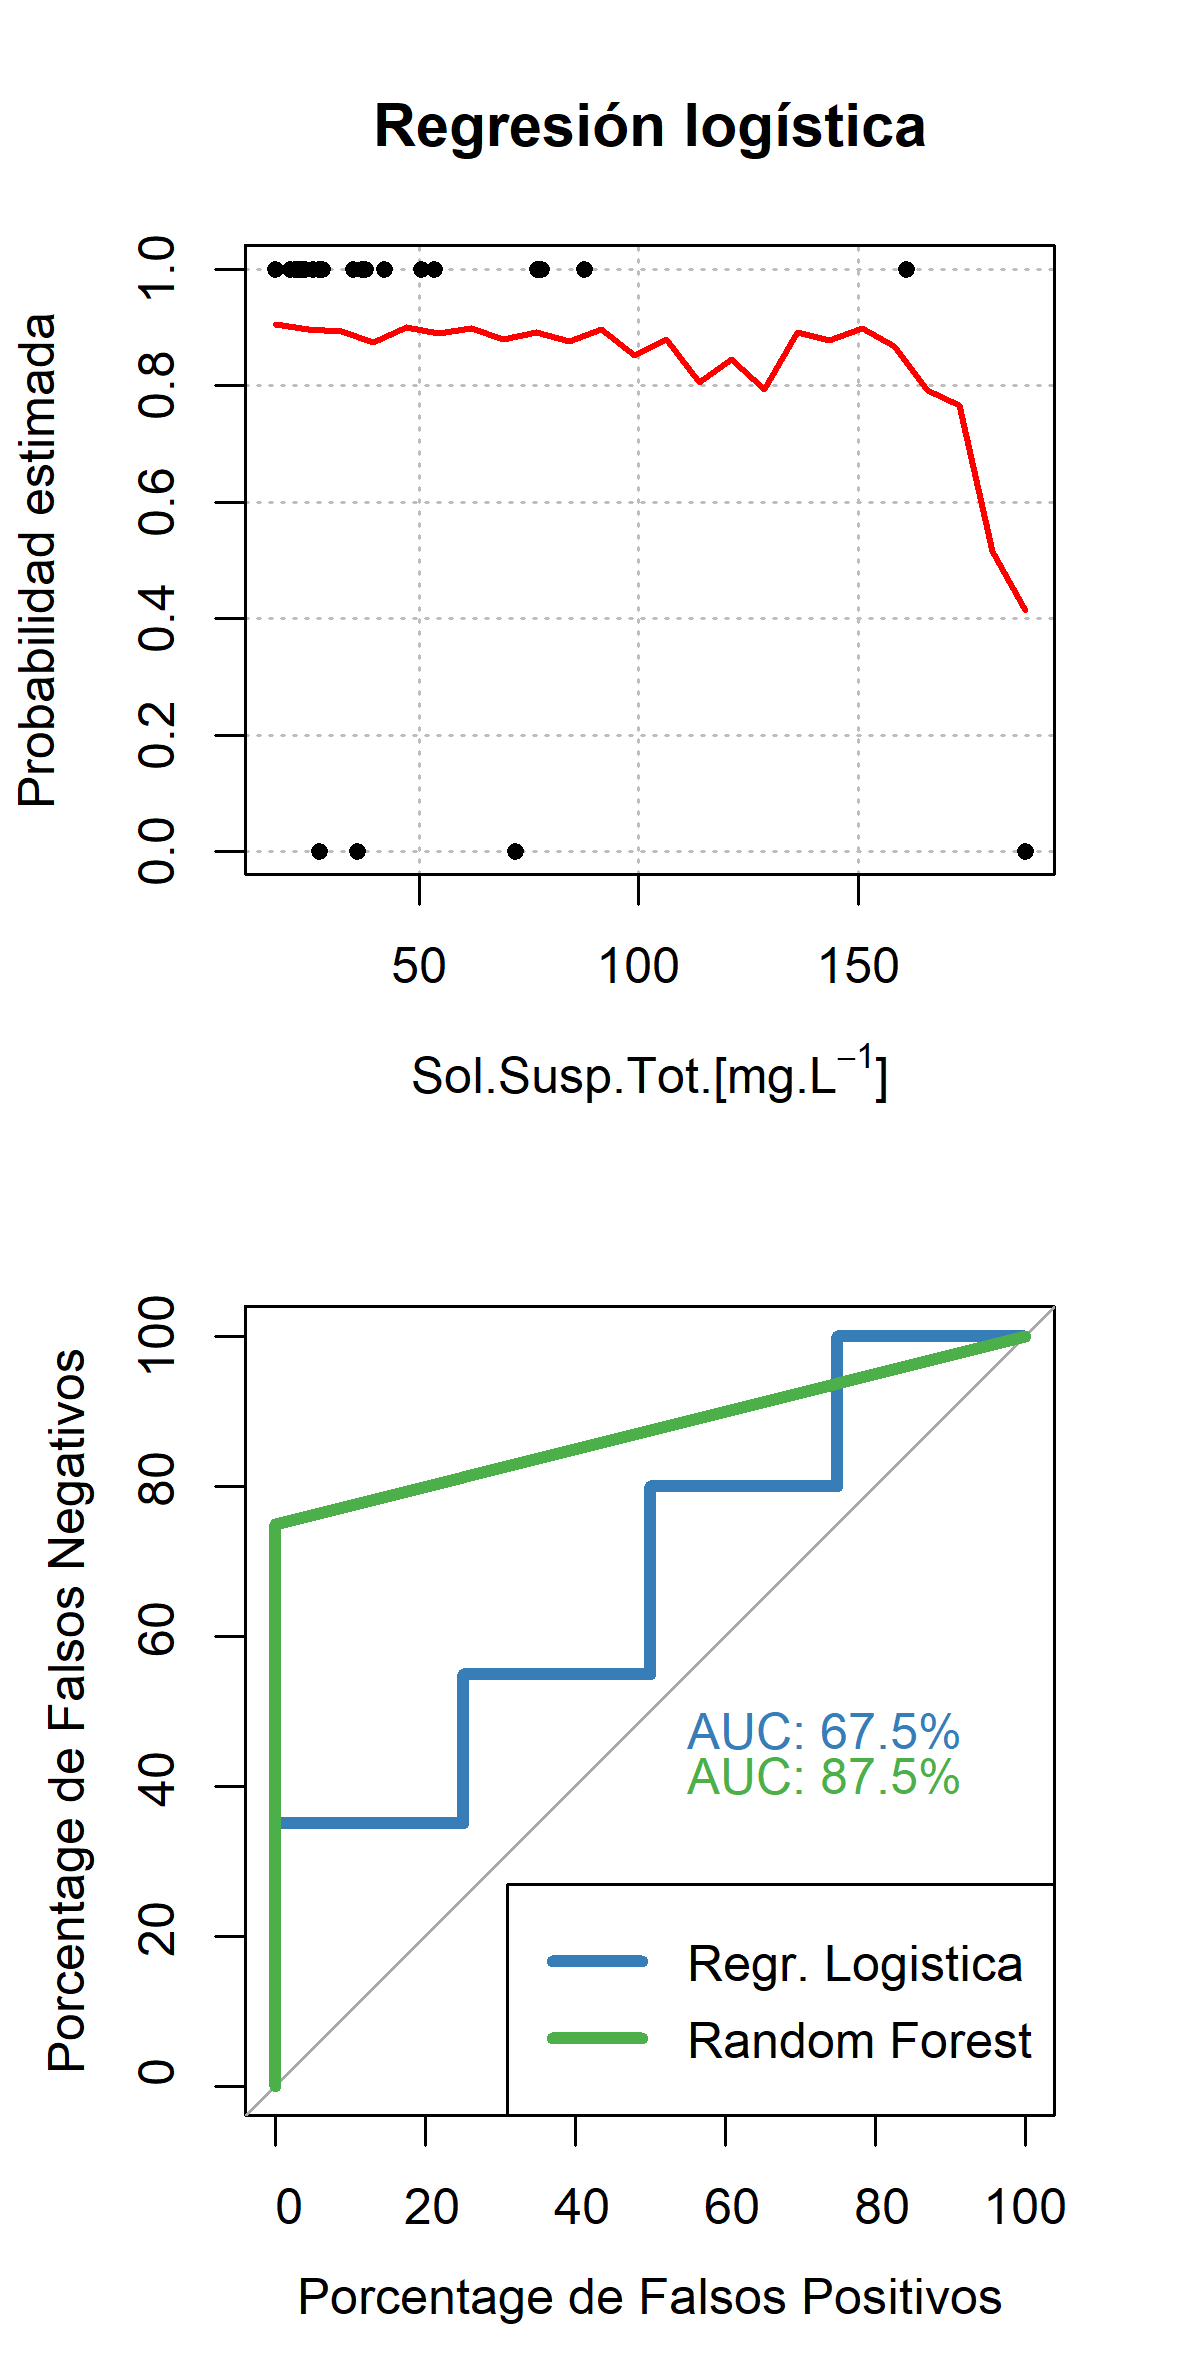 Regresión logística
Probabilidad estimada
1.0
0.8
0.6
0.4
0.2
0.0
50 100 150
Sol.Susp.Tot.[mg.L⁻¹]
Porcentage de Falsos Negativos
100
80
60
40
20
0
AUC: 67.5%
AUC: 87.5%
Regr. Logistica
Random Forest
0 20 40 60 80 100
Porcentage de Falsos Positivos